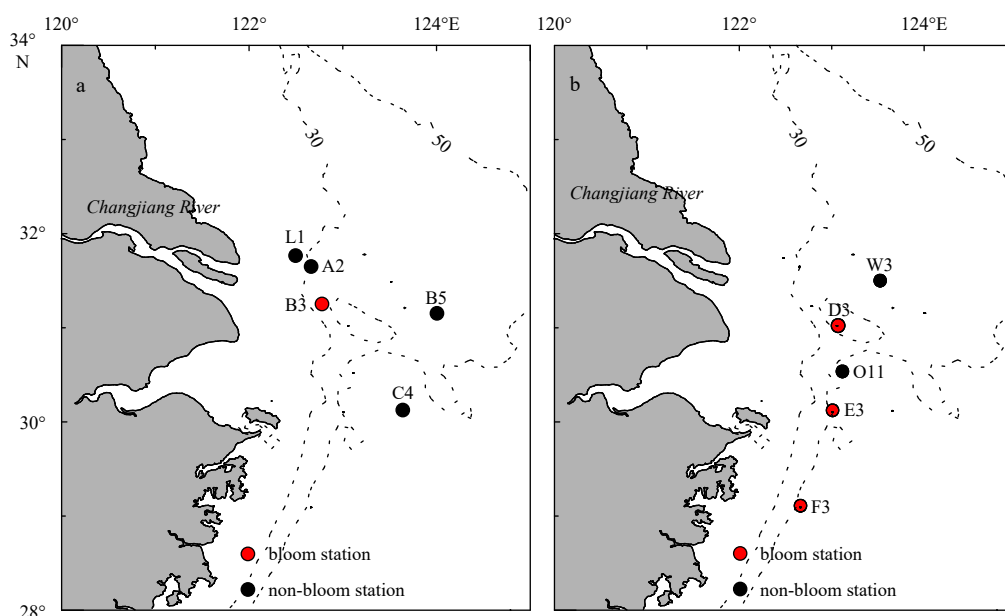 120° 122° 124°E 120° 122° 124°E
34°
N
a b
30 50 30 50
Changjiang River Changjiang River
32°
L1
A2
B3 B5
W3
D3
C4
O11
30°
E3
F3
bloom station bloom station
non-bloom station non-bloom station
28°